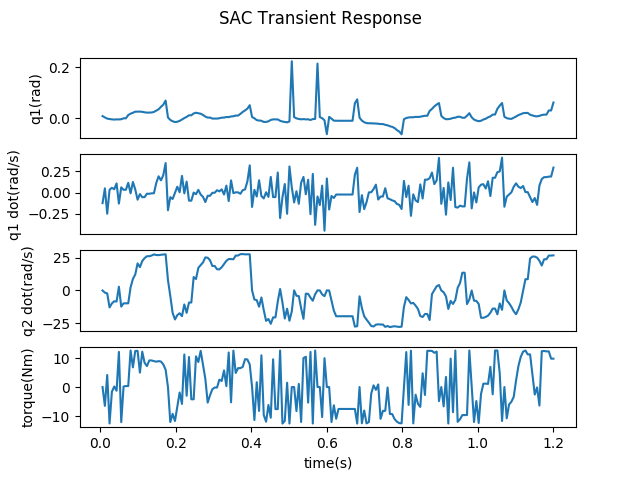 SAC Transient Response
q1(rad)
0.2
0.0
q1 dot(rad/s)
0.25
0.00
−0.25
q2 dot(rad/s)
25
0
−25
torque(Nm)
10
0
−10
0.0 0.2 0.4 0.6 0.8 1.0 1.2
time(s)